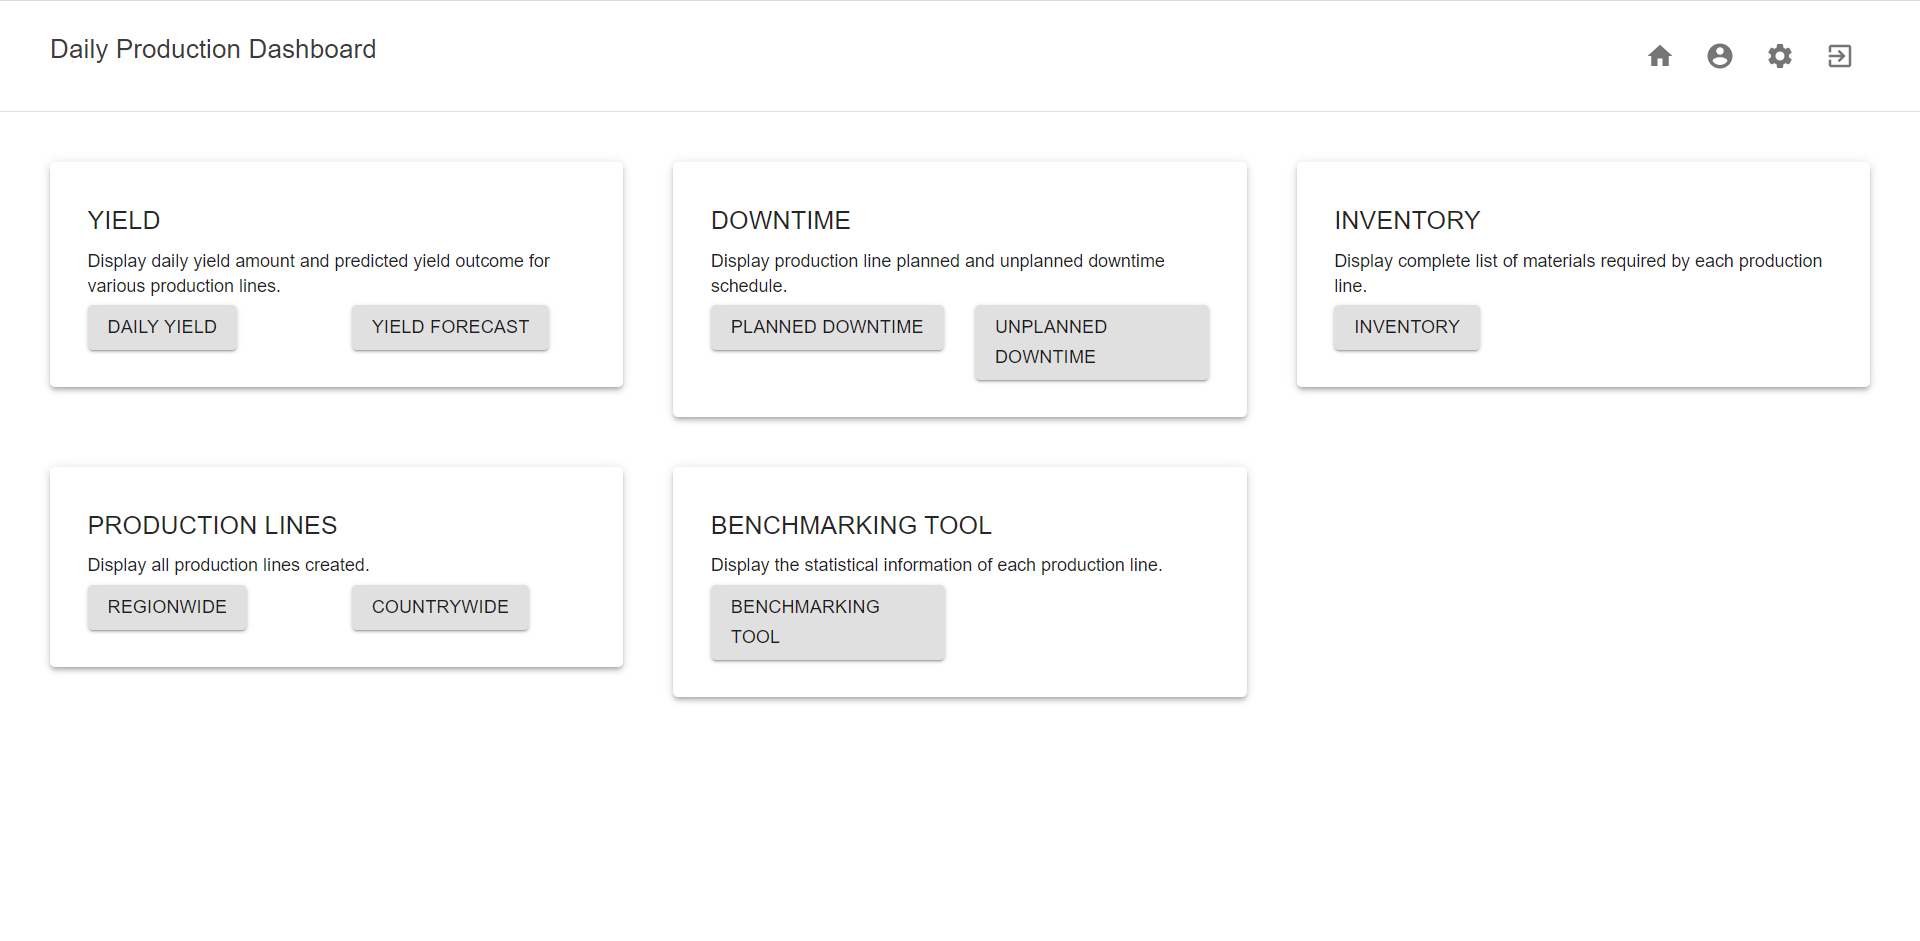 Daily Production Dashboard
YIELD
Display daily yield amount and predicted yield outcome for
various production lines.
DAILY YIELD
YIELD FORECAST
DOWNTIME
Display production line planned and unplanned downtime
schedule.
PLANNED DOWNTIME
UNPLANNED
DOWNTIME
INVENTORY
Display complete list of materials required by each production
line.
INVENTORY
PRODUCTION LINES
Display all production lines created.
REGIONWIDE
COUNTRYWIDE
BENCHMARKING TOOL
Display the statistical information of each production line.
BENCHMARKING
TOOL